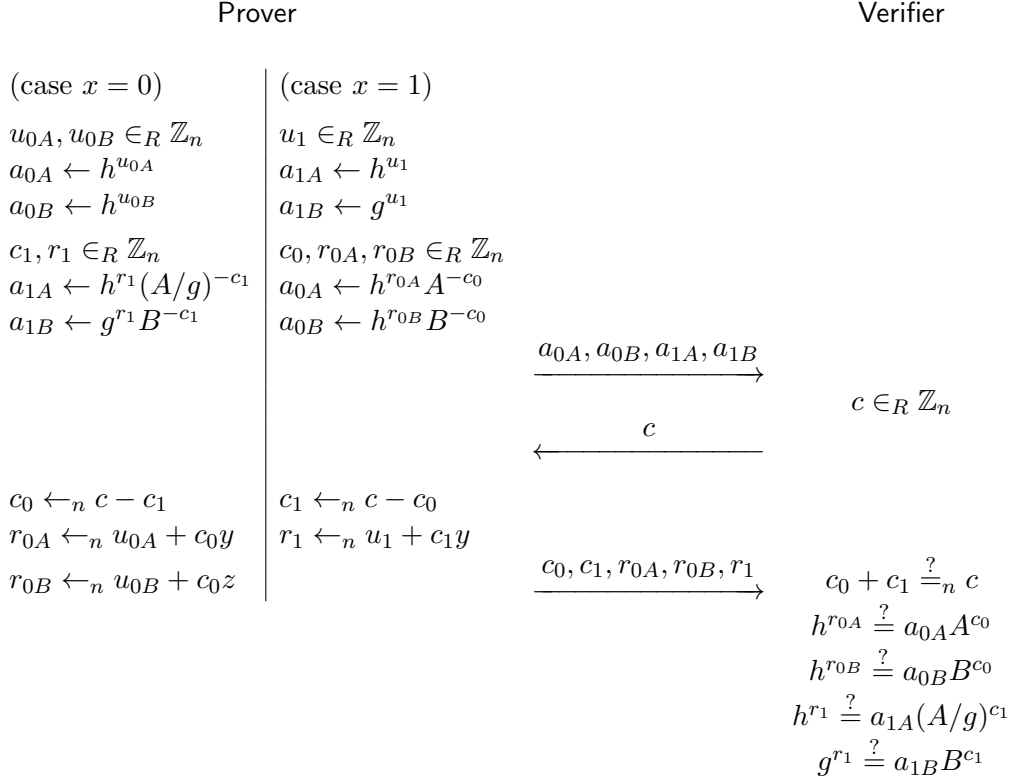 Prover Verifier
(case x = 0) (case x = 1)
u_{0A}, u_{0B} ∈_R ℤ_n u_1 ∈_R ℤ_n
a_{0A} ← h^{u_{0A}} a_{1A} ← h^{u_1}
a_{0B} ← h^{u_{0B}} a_{1B} ← g^{u_1}
c_1, r_1 ∈_R ℤ_n c_0, r_{0A}, r_{0B} ∈_R ℤ_n
a_{1A} ← h^{r_1}(A/g)^{-c_1} a_{0A} ← h^{r_{0A}}A^{-c_0}
a_{1B} ← g^{r_1}B^{-c_1} a_{0B} ← h^{r_{0B}}B^{-c_0}
a_{0A}, a_{0B}, a_{1A}, a_{1B}
c ∈_R ℤ_n
c
c_0 ←_n c − c_1 c_1 ←_n c − c_0
r_{0A} ←_n u_{0A} + c_0y r_1 ←_n u_1 + c_1y
r_{0B} ←_n u_{0B} + c_0z c_0, c_1, r_{0A}, r_{0B}, r_1 c_0 + c_1 ≟_n c
h^{r_{0A}} ≟ a_{0A}A^{c_0}
h^{r_{0B}} ≟ a_{0B}B^{c_0}
h^{r_1} ≟ a_{1A}(A/g)^{c_1}
g^{r_1} ≟ a_{1B}B^{c_1}